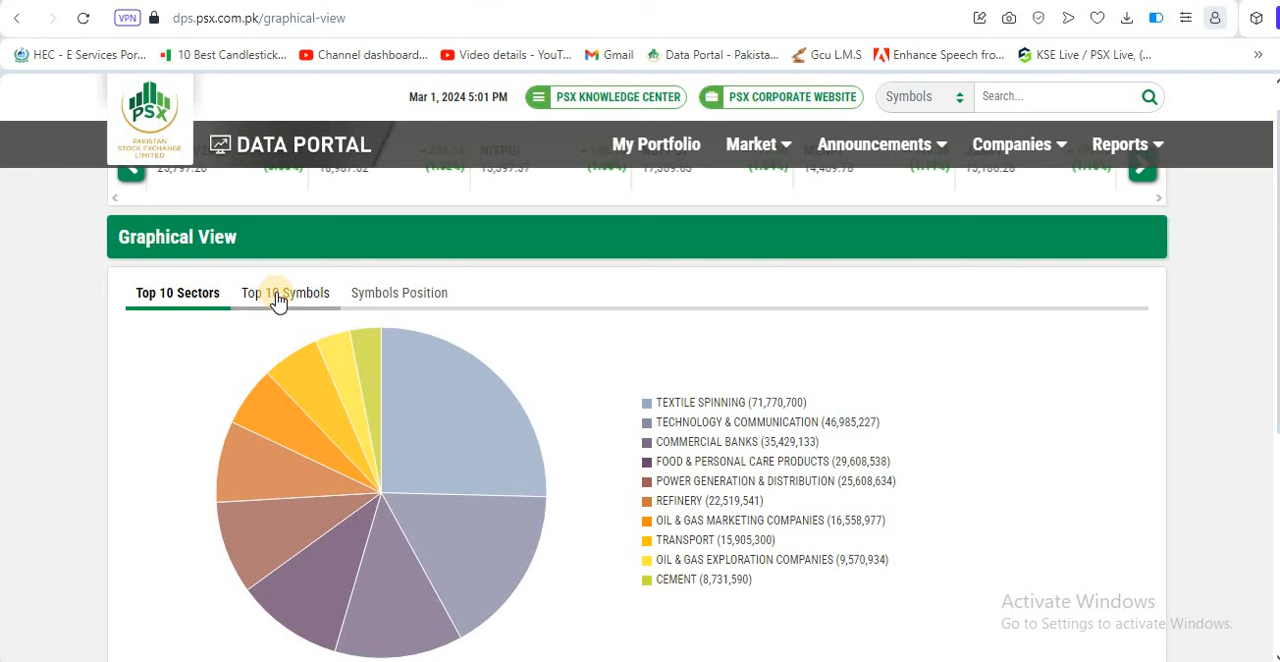 VPN dps.psx.com.pk/graphical-view
HEC - E Services Por... 10 Best Candlestick... Channel dashboard... Video details - YouT... Gmail Data Portal - Pakista... Gcu L.M.S Enhance Speech fro... KSE Live / PSX Live, (... »
PSX
PAKISTAN
STOCK EXCHANGE
LIMITED
Mar 1, 2024 5:01 PM PSX KNOWLEDGE CENTER PSX CORPORATE WEBSITE Symbols Search...
DATA PORTAL My Portfolio Market Announcements Companies Reports
Graphical View
Top 10 Sectors Top 10 Symbols Symbols Position
TEXTILE SPINNING (71,770,700)
TECHNOLOGY & COMMUNICATION (46,985,227)
COMMERCIAL BANKS (35,429,133)
FOOD & PERSONAL CARE PRODUCTS (29,608,538)
POWER GENERATION & DISTRIBUTION (25,608,634)
REFINERY (22,519,541)
OIL & GAS MARKETING COMPANIES (16,558,977)
TRANSPORT (15,905,300)
OIL & GAS EXPLORATION COMPANIES (9,570,934)
CEMENT (8,731,590)
Activate Windows
Go to Settings to activate Windows.